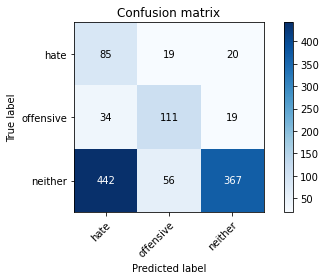 Confusion matrix
hate 85 19 20
offensive 34 111 19
neither 442 56 367
hate offensive neither
True label
Predicted label
400
350
300
250
200
150
100
50